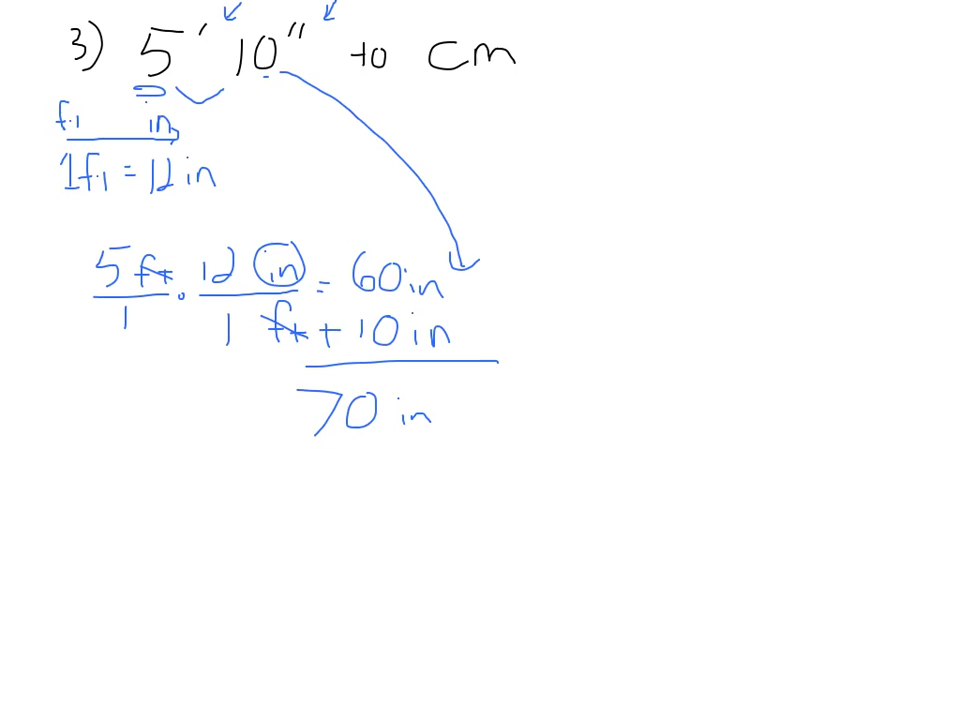 3) 5' 10" to cm
ft in
1ft = 12 in
5 ft/1 · 12 in/1 ft = 60 in
+ 10 in
70 in